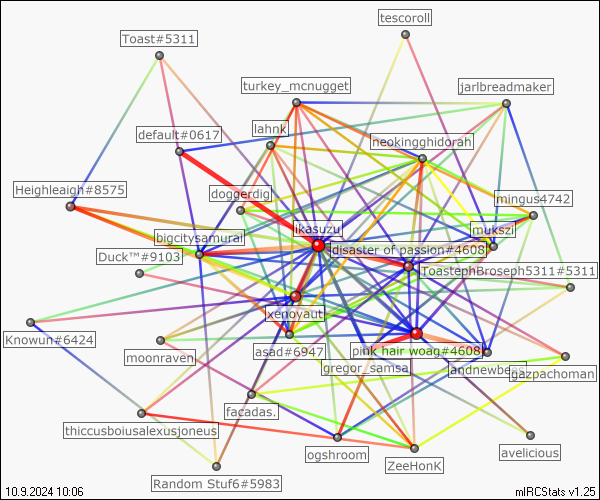 tescoroll
Toast#5311
turkey_mcnugget
jarlbreadmaker
default#0617
lahnk
neokingghidorah
Heighleaigh#8575
doggerdig
mingus4742
likasuzu
mukszi
bigcitysamurai
disaster of passion#4608
Duck™#9103
ToastephBroseph5311#5311
xenoyaut
Knowun#6424
moonraven
asad#6947
pink hair woag#4608
gregor_samsa
gazpachoman
facadas.
thiccusboiusalexusjoneus
ogshroom
avelicious
ZeeHonK
Random Stuf6#5983
10.9.2024 10:06
mIRCStats v1.25